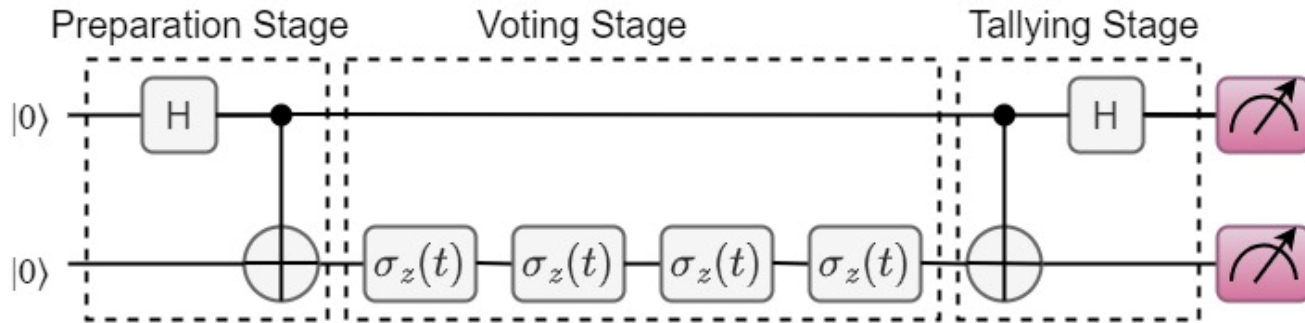 Preparation Stage Voting Stage Tallying Stage
|0⟩ H H
|0⟩ σz(t) σz(t) σz(t) σz(t)